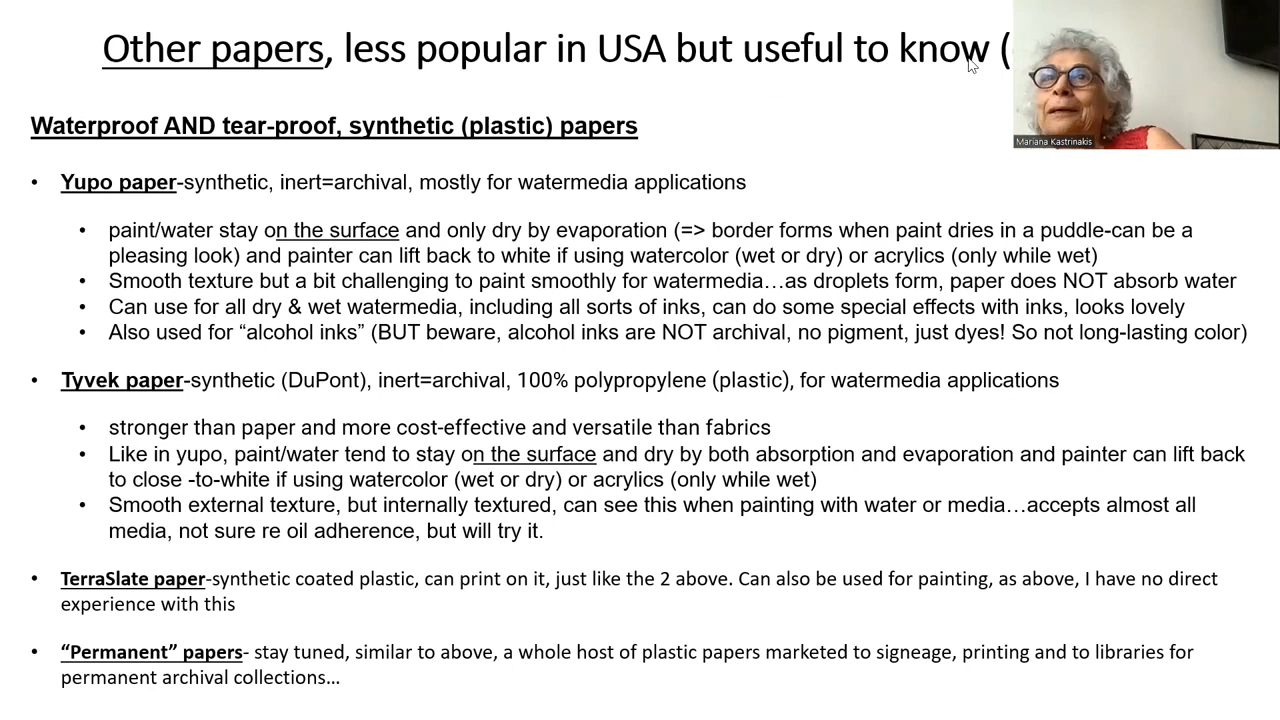 Other papers, less popular in USA but useful to know (
Mariana Kastrinakis
Waterproof AND tear-proof, synthetic (plastic) papers
• Yupo paper-synthetic, inert=archival, mostly for watermedia applications
• paint/water stay on the surface and only dry by evaporation (=> border forms when paint dries in a puddle-can be a
pleasing look) and painter can lift back to white if using watercolor (wet or dry) or acrylics (only while wet)
• Smooth texture but a bit challenging to paint smoothly for watermedia…as droplets form, paper does NOT absorb water
• Can use for all dry & wet watermedia, including all sorts of inks, can do some special effects with inks, looks lovely
• Also used for “alcohol inks” (BUT beware, alcohol inks are NOT archival, no pigment, just dyes! So not long-lasting color)
• Tyvek paper-synthetic (DuPont), inert=archival, 100% polypropylene (plastic), for watermedia applications
• stronger than paper and more cost-effective and versatile than fabrics
• Like in yupo, paint/water tend to stay on the surface and dry by both absorption and evaporation and painter can lift back
to close -to-white if using watercolor (wet or dry) or acrylics (only while wet)
• Smooth external texture, but internally textured, can see this when painting with water or media…accepts almost all
media, not sure re oil adherence, but will try it.
• TerraSlate paper-synthetic coated plastic, can print on it, just like the 2 above. Can also be used for painting, as above, I have no direct
experience with this
• “Permanent” papers- stay tuned, similar to above, a whole host of plastic papers marketed to signeage, printing and to libraries for
permanent archival collections…